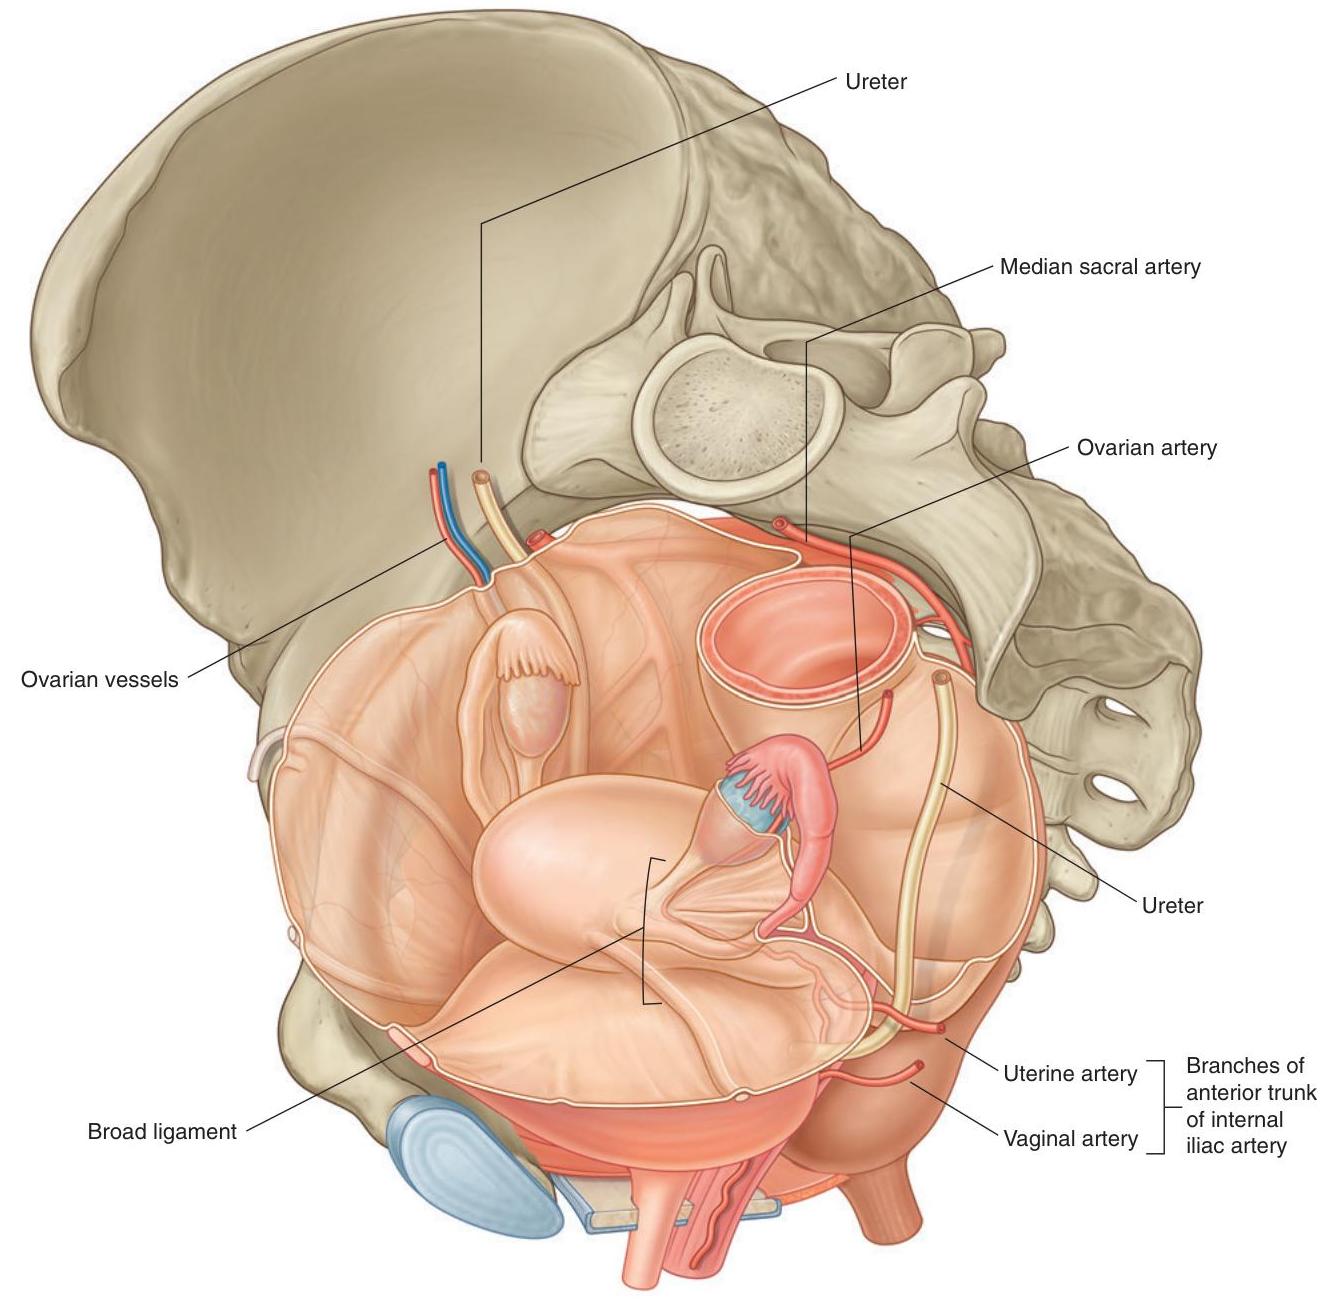 Ureter
Median sacral artery
Ovarian artery
Ovarian vessels
Ureter
Uterine artery
Vaginal artery
Branches of
anterior trunk
of internal
iliac artery
Broad ligament